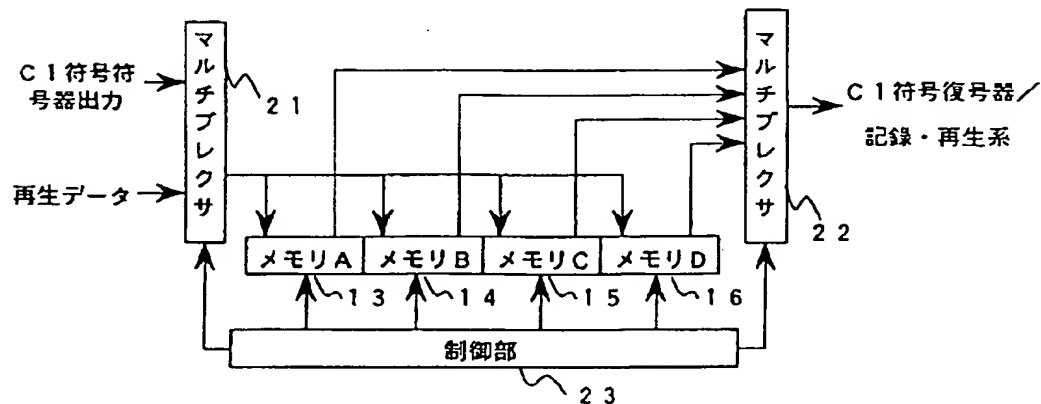 マルチプレクサ
C1符号符
号器出力
21
再生データ
メモリA
メモリB
メモリC
メモリD
13
14
15
16
制御部
23
マルチプレクサ
22
C1符号復号器/
記録・再生系